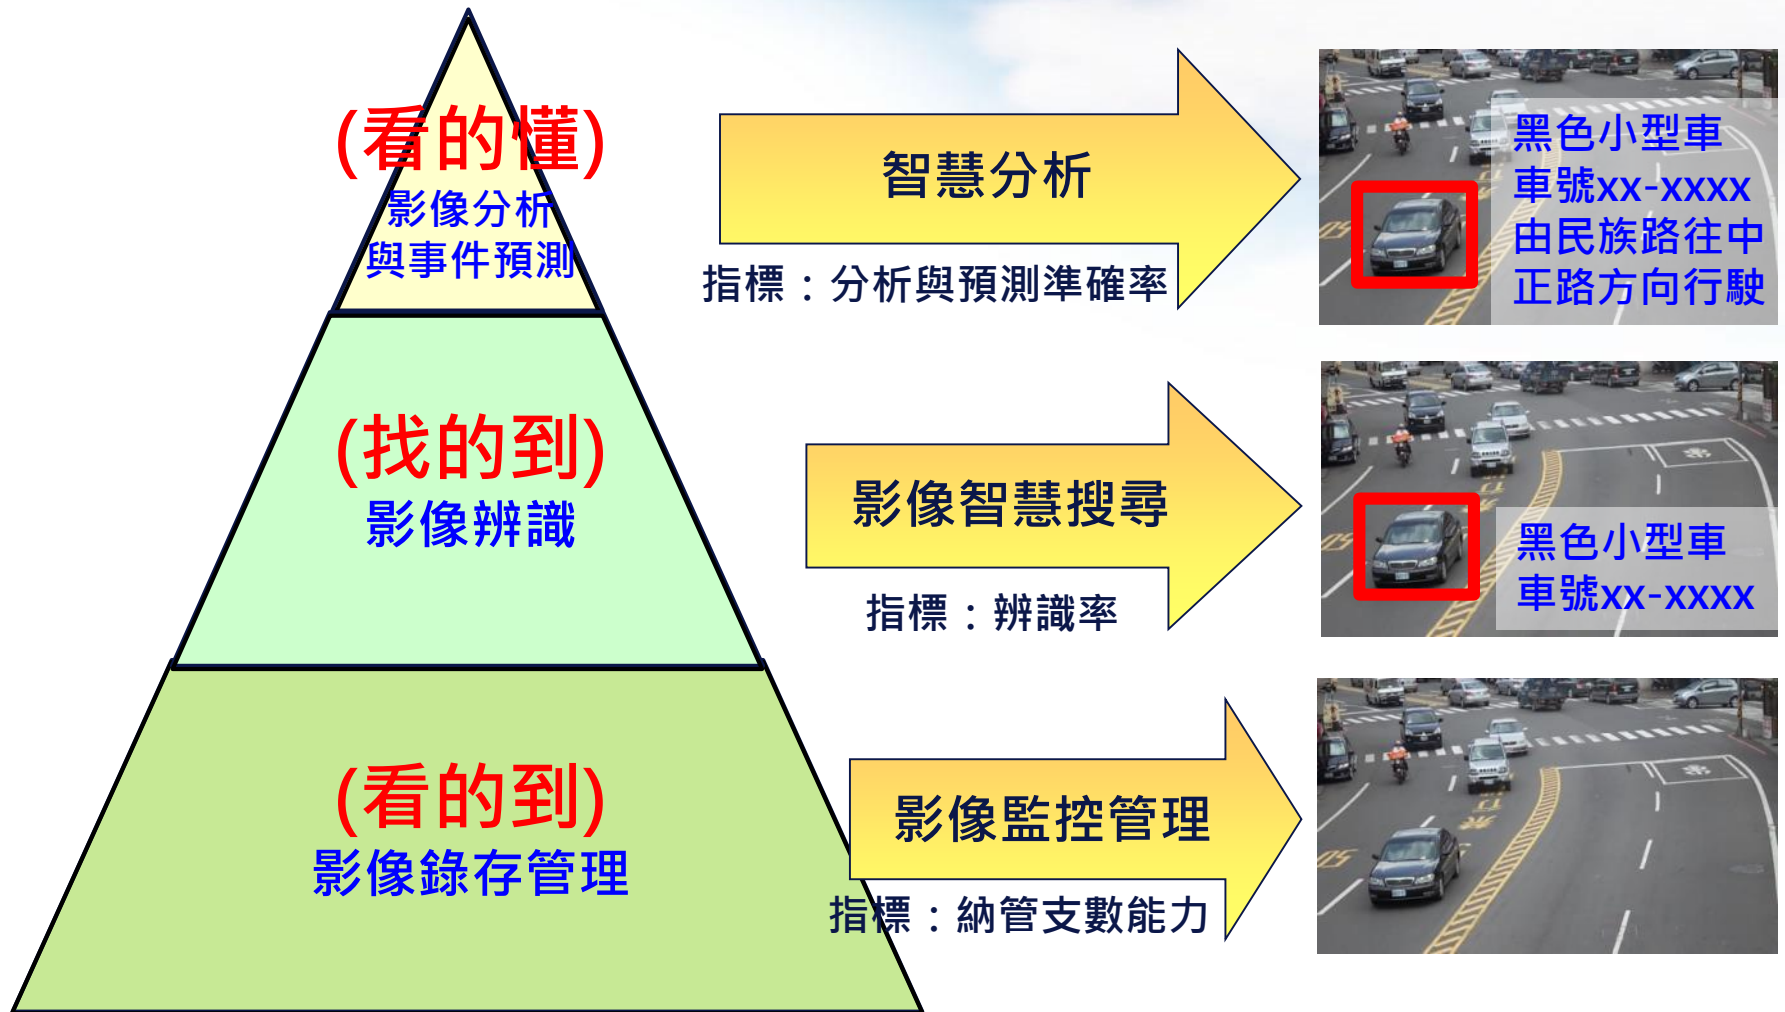 (看的懂)
影像分析
與事件預測
智慧分析
指標：分析與預測準確率
黑色小型車
車號xx-xxxx
由民族路往中
正路方向行駛
(找的到)
影像辨識
影像智慧搜尋
指標：辨識率
黑色小型車
車號xx-xxxx
(看的到)
影像錄存管理
影像監控管理
指標：納管支數能力